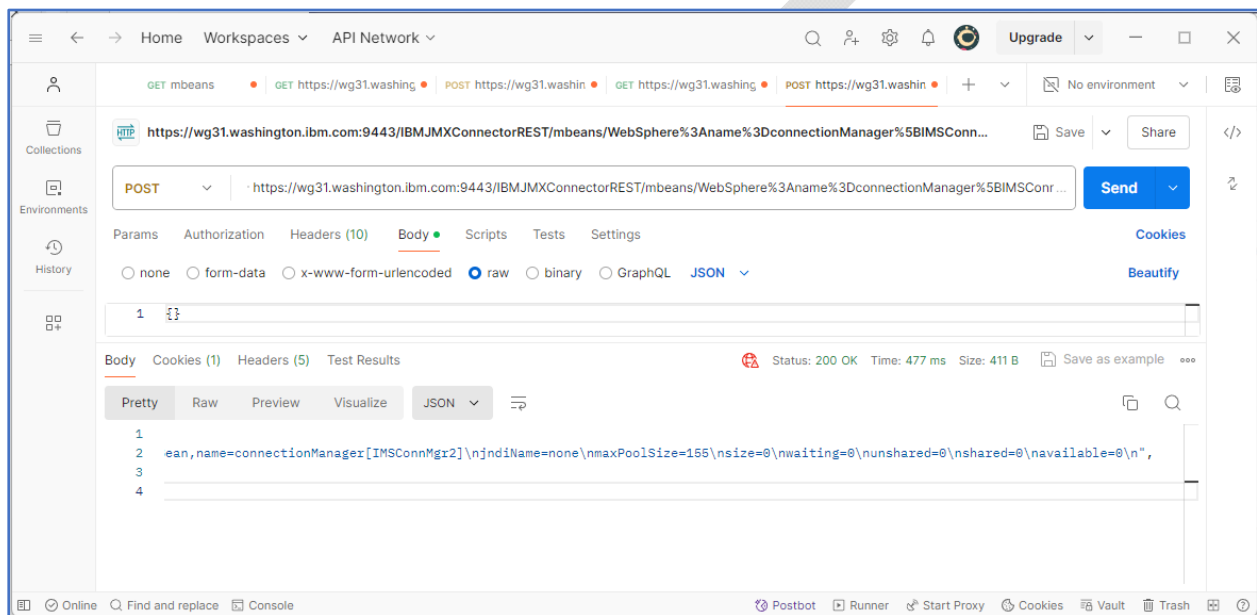 Home Workspaces API Network Upgrade
GET mbeans GET https://wg31.washing POST https://wg31.washin GET https://wg31.washing POST https://wg31.washin No environment
HTTP https://wg31.washington.ibm.com:9443/IBMJMXConnectorREST/mbeans/WebSphere%3Aname%3DconnectionManager%5BIMSConn... Save Share
Collections
POST https://wg31.washington.ibm.com:9443/IBMJMXConnectorREST/mbeans/WebSphere%3Aname%3DconnectionManager%5BIMSConr... Send
Environments
Params Authorization Headers (10) Body Scripts Tests Settings Cookies
History
none form-data x-www-form-urlencoded raw binary GraphQL JSON Beautify
1 {}
Body Cookies (1) Headers (5) Test Results Status: 200 OK Time: 477 ms Size: 411 B Save as example
Pretty Raw Preview Visualize JSON
1
2 ean,name=connectionManager[IMSConnMgr2]\njndiName=none\nmaxPoolSize=155\nsize=0\nwaiting=0\nunshared=0\nshared=0\navailable=0\n",
3
4
Online Find and replace Console Postbot Runner Start Proxy Cookies Vault Trash